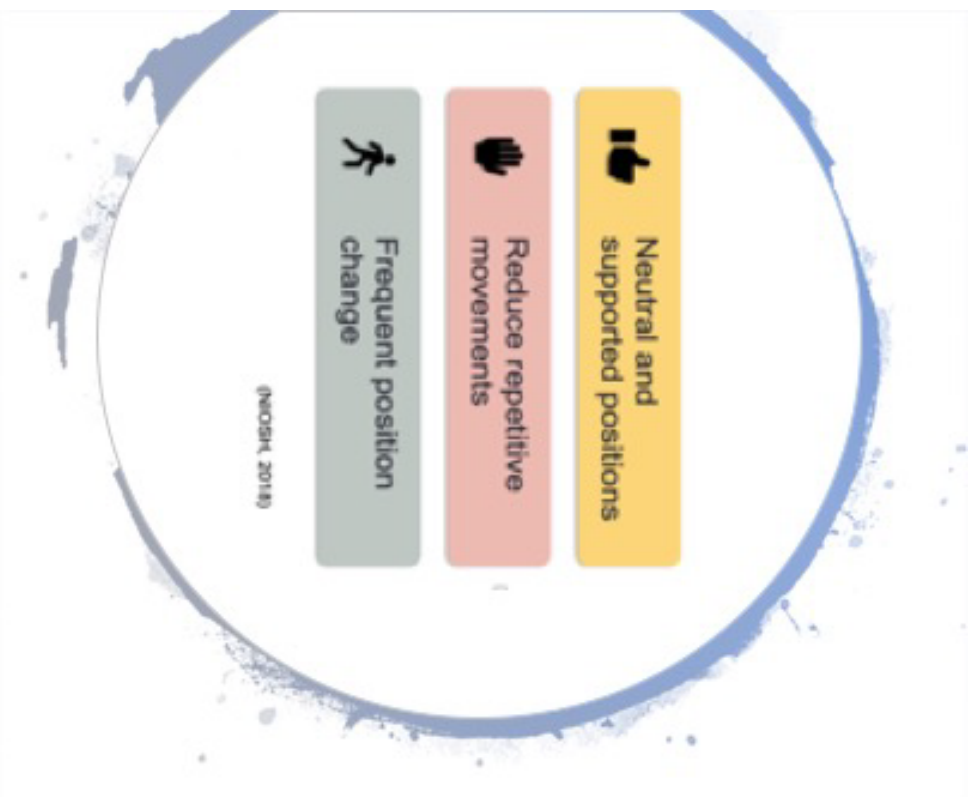 Neutral and
supported positions
Reduce repetitive
movements
Frequent position
change
(NIOSH, 2018)